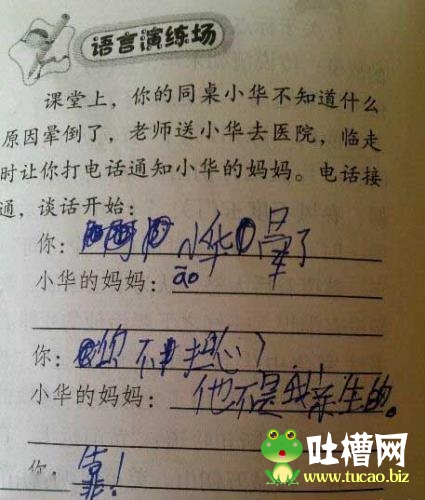 语言演练场
课堂上，你的同桌小华不知道什么
原因晕倒了，老师送小华去医院，临走
时让你打电话通知小华的妈妈。电话接
通，谈话开始：
你：小华晕了
小华的妈妈：ào
你：你不担心？
小华的妈妈：他不是我亲生的。
你：靠！
吐槽网
www.tucao.biz